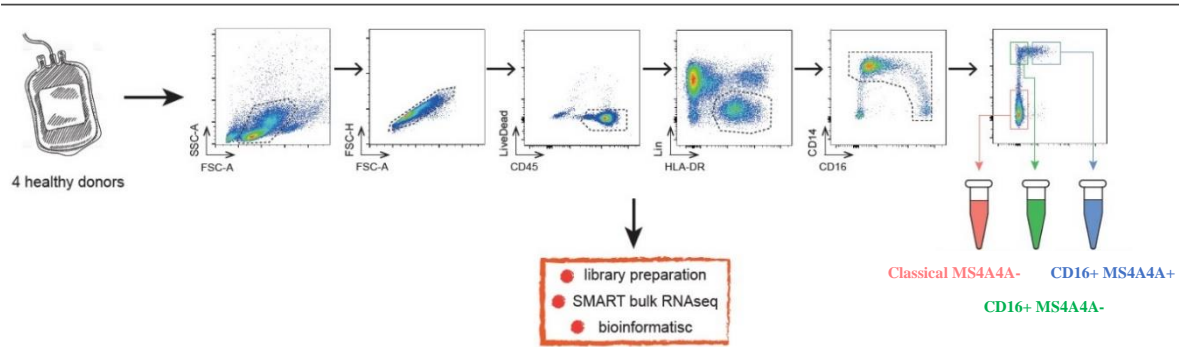 4 healthy donors
SSC-A
FSC-A
FSC-H
FSC-A
LiveDead
CD45
Lin
HLA-DR
CD14
CD16
Classical MS4A4A-
CD16+ MS4A4A+
CD16+ MS4A4A-
library preparation
SMART bulk RNAseq
bioinformatisc